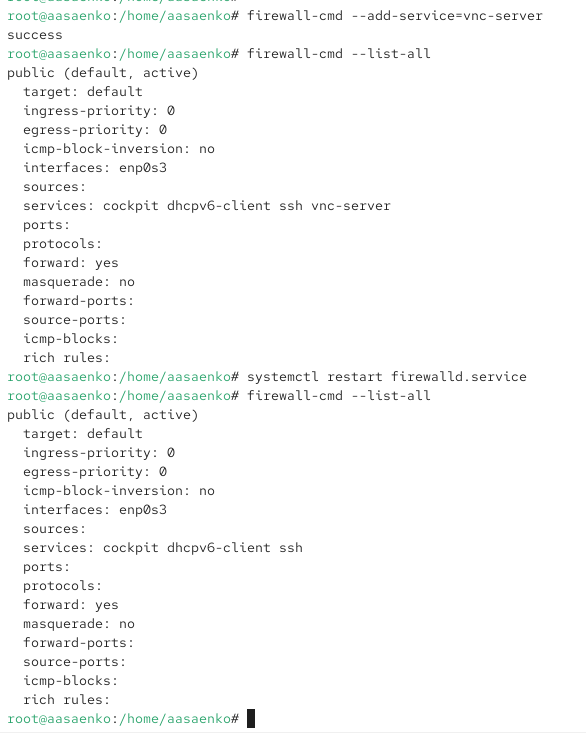 root@aasaenko:/home/aasaenko# firewall-cmd --add-service=vnc-server
success
root@aasaenko:/home/aasaenko# firewall-cmd --list-all
public (default, active)
  target: default
  ingress-priority: 0
  egress-priority: 0
  icmp-block-inversion: no
  interfaces: enp0s3
  sources:
  services: cockpit dhcpv6-client ssh vnc-server
  ports:
  protocols:
  forward: yes
  masquerade: no
  forward-ports:
  source-ports:
  icmp-blocks:
  rich rules:
root@aasaenko:/home/aasaenko# systemctl restart firewalld.service
root@aasaenko:/home/aasaenko# firewall-cmd --list-all
public (default, active)
  target: default
  ingress-priority: 0
  egress-priority: 0
  icmp-block-inversion: no
  interfaces: enp0s3
  sources:
  services: cockpit dhcpv6-client ssh
  ports:
  protocols:
  forward: yes
  masquerade: no
  forward-ports:
  source-ports:
  icmp-blocks:
  rich rules:
root@aasaenko:/home/aasaenko#